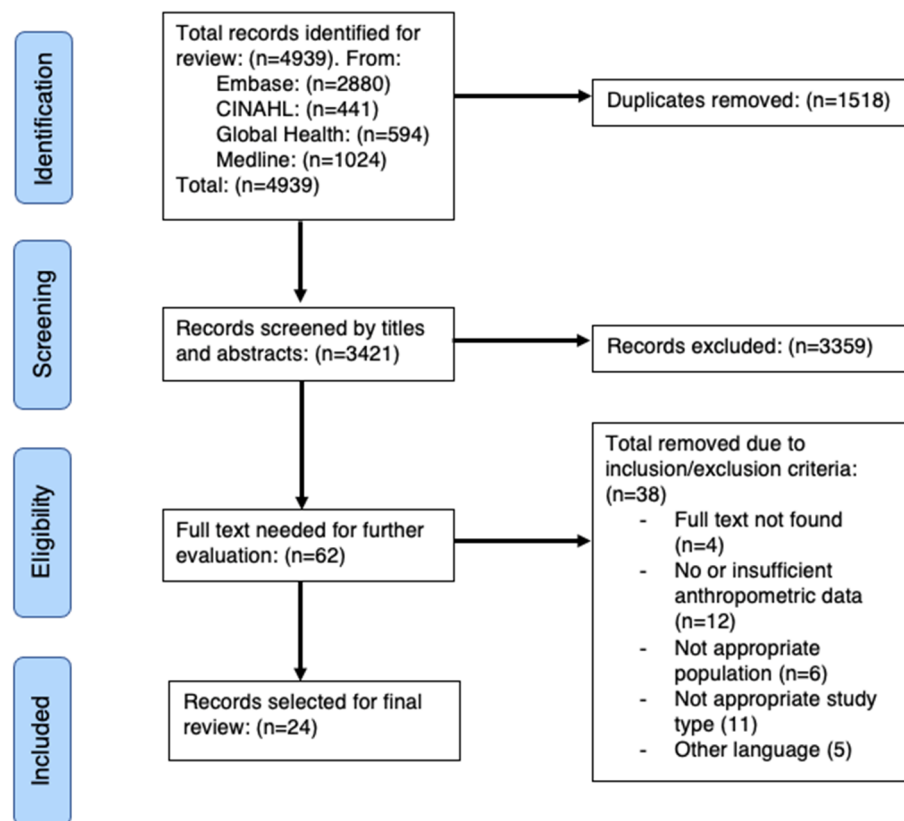 Identification
Total records identified for
review: (n=4939). From:
Embase: (n=2880)
CINAHL: (n=441)
Global Health: (n=594)
Medline: (n=1024)
Total: (n=4939)
Duplicates removed: (n=1518)
Screening
Records screened by titles
and abstracts: (n=3421)
Records excluded: (n=3359)
Eligibility
Full text needed for further
evaluation: (n=62)
Total removed due to
inclusion/exclusion criteria:
(n=38)
- Full text not found
(n=4)
- No or insufficient
anthropometric data
(n=12)
- Not appropriate
population (n=6)
- Not appropriate study
type (11)
- Other language (5)
Included
Records selected for final
review: (n=24)